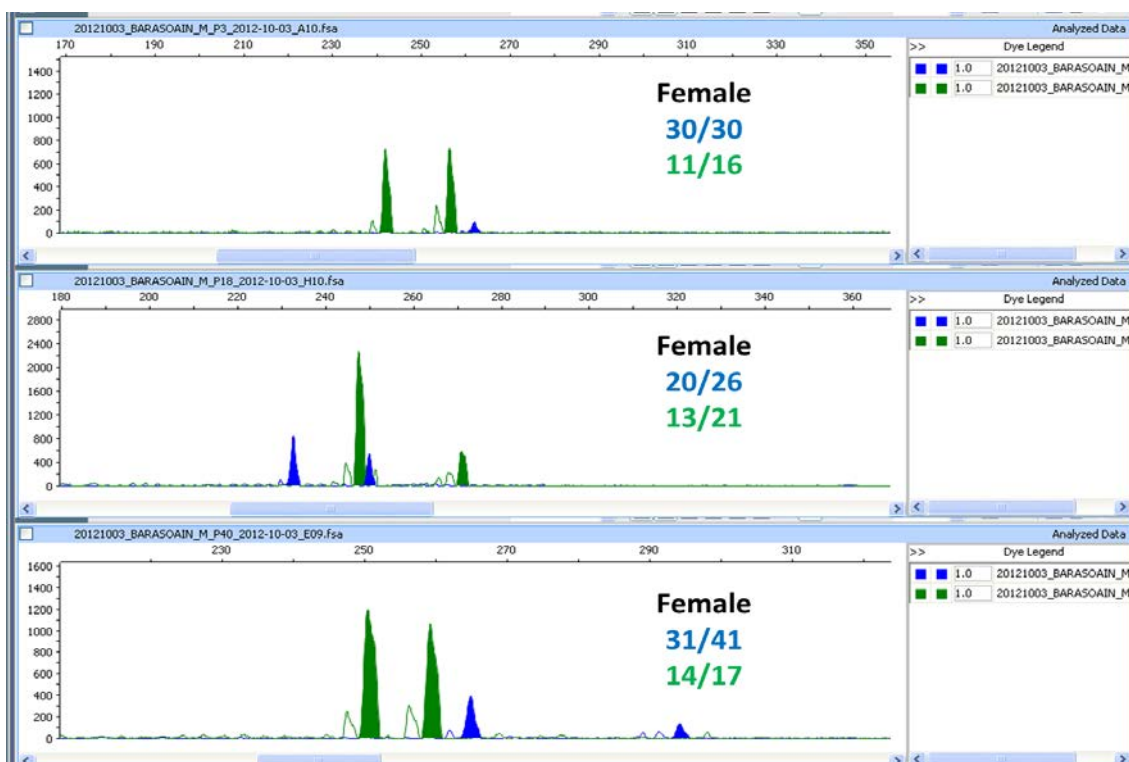 20121003_BARASOAIN_M_P3_2012-10-03_A10.fsa Analyzed Data
170 190 210 230 250 270 290 310 330 350
>> Dye Legend
1.0 20121003_BARASOAIN_M
1.0 20121003_BARASOAIN_M
1400
1200
1000
800
600
400
200
0
Female
30/30
11/16
20121003_BARASOAIN_M_P18_2012-10-03_H10.fsa Analyzed Data
180 200 220 240 260 280 300 320 340 360
>> Dye Legend
1.0 20121003_BARASOAIN_M
1.0 20121003_BARASOAIN_M
2800
2400
2000
1600
1200
800
400
0
Female
20/26
13/21
20121003_BARASOAIN_M_P40_2012-10-03_E09.fsa Analyzed Data
230 250 270 290 310
>> Dye Legend
1.0 20121003_BARASOAIN_M
1.0 20121003_BARASOAIN_M
1600
1400
1200
1000
800
600
400
200
0
Female
31/41
14/17